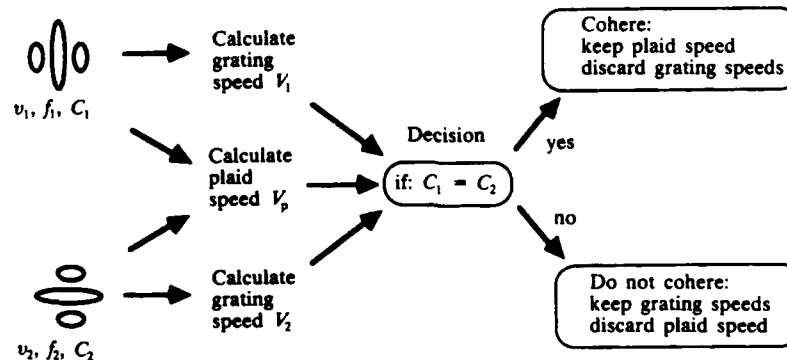 υ₁, f₁, C₁
Calculate
grating
speed V₁
Calculate
plaid
speed Vₚ
υ₂, f₂, C₂
Calculate
grating
speed V₂
Decision
if: C₁ = C₂
yes
no
Cohere:
keep plaid speed
discard grating speeds
Do not cohere:
keep grating speeds
discard plaid speed